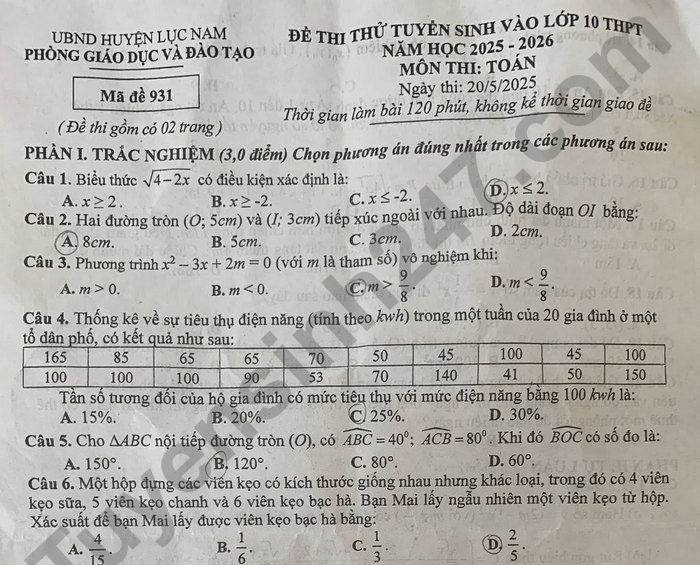 UBND HUYỆN LỤC NAM
PHÒNG GIÁO DỤC VÀ ĐÀO TẠO
Mã đề 931
(Đề thi gồm có 02 trang)
ĐỀ THI THỬ TUYỂN SINH VÀO LỚP 10 THPT
NĂM HỌC 2025 - 2026
MÔN THI: TOÁN
Ngày thi: 20/5/2025
Thời gian làm bài 120 phút, không kể thời gian giao đề
PHẦN I. TRẮC NGHIỆM (3,0 điểm) Chọn phương án đúng nhất trong các phương án sau:
Câu 1. Biểu thức √(4−2x) có điều kiện xác định là:
A. x ≥ 2. B. x ≥ -2. C. x ≤ -2. D. x ≤ 2.
Câu 2. Hai đường tròn (O; 5cm) và (I; 3cm) tiếp xúc ngoài với nhau. Độ dài đoạn OI bằng:
A. 8cm. B. 5cm. C. 3cm. D. 2cm.
Câu 3. Phương trình x² − 3x + 2m = 0 (với m là tham số) vô nghiệm khi:
A. m > 0. B. m < 0. C. m > 9/8. D. m < 9/8.
Câu 4. Thống kê về sự tiêu thụ điện năng (tính theo kwh) trong một tuần của 20 gia đình ở một
tổ dân phố, có kết quả như sau:
165 85 65 65 70 50 45 100 45 100
100 100 100 90 53 70 140 41 50 150
Tần số tương đối của hộ gia đình có mức tiêu thụ với mức điện năng bằng 100 kwh là:
A. 15%. B. 20%. C. 25%. D. 30%.
Câu 5. Cho ΔABC nội tiếp đường tròn (O), có ABC = 40⁰; ACB = 80⁰. Khi đó BOC có số đo là:
A. 150°. B. 120°. C. 80°. D. 60°.
Câu 6. Một hộp đựng các viên kẹo có kích thước giống nhau nhưng khác loại, trong đó có 4 viên
kẹo sữa, 5 viên kẹo chanh và 6 viên kẹo bạc hà. Bạn Mai lấy ngẫu nhiên một viên kẹo từ hộp.
Xác suất để bạn Mai lấy được viên kẹo bạc hà bằng:
A. 4/15. B. 1/6. C. 1/3. D. 2/5.
Tuyensinh247.com